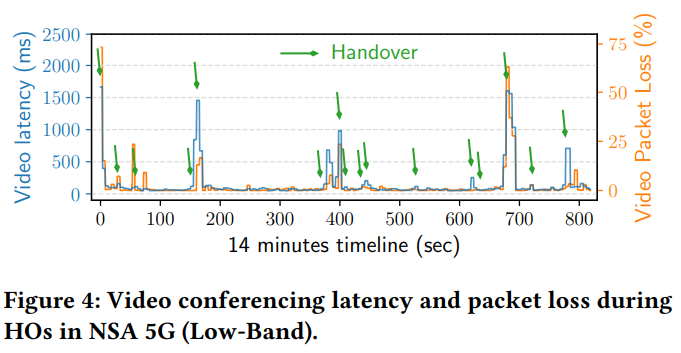 2500
2000
1500
1000
500
0
Video latency (ms)
Handover
75
50
25
0
Video Packet Loss (%)
0 100 200 300 400 500 600 700 800
14 minutes timeline (sec)
Figure 4: Video conferencing latency and packet loss during
HOs in NSA 5G (Low-Band).